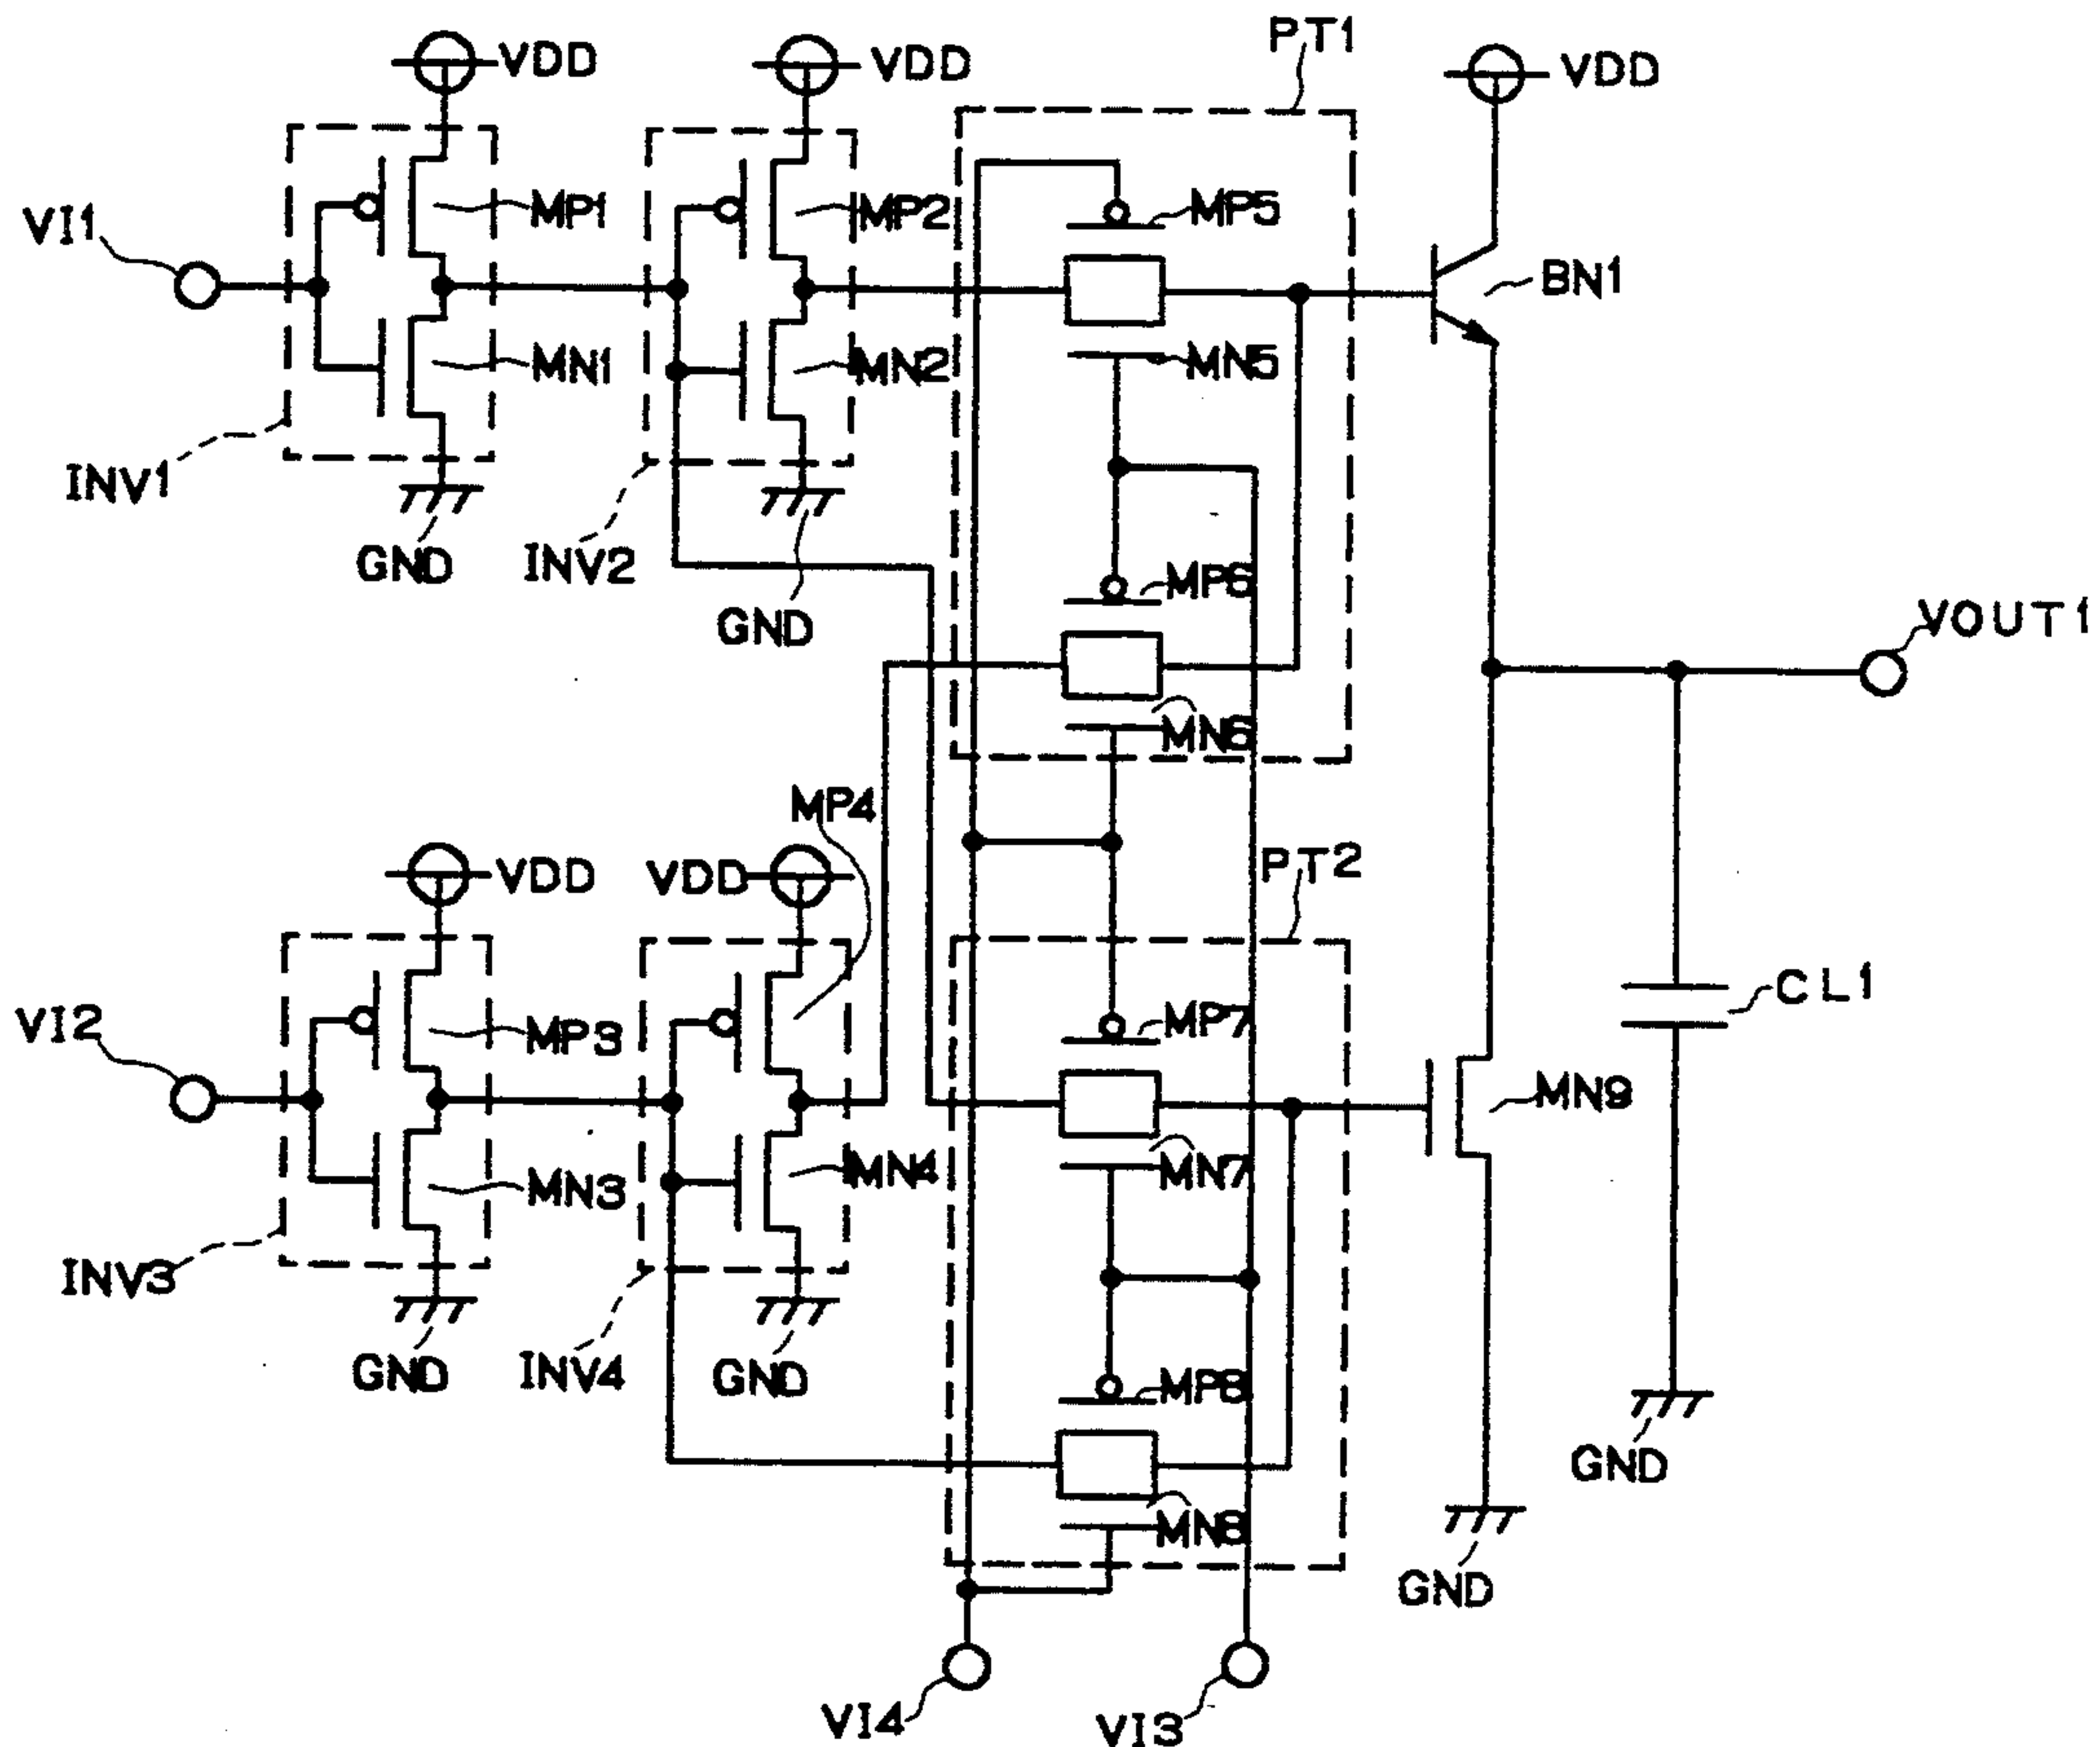 PT1
VDD
VDD
VDD
VI1
MP1
MP2
MP5
BN1
MN1
MN2
MN5
INV1
GND
INV2
GND
MP6
VOUT1
MN6
MP4
VDD
VDD
PT2
VI2
MP3
MP7
CL1
MN9
MN3
MN4
MN7
INV3
GND
INV4
GND
MP8
GND
MN8
GND
VI4
VI3